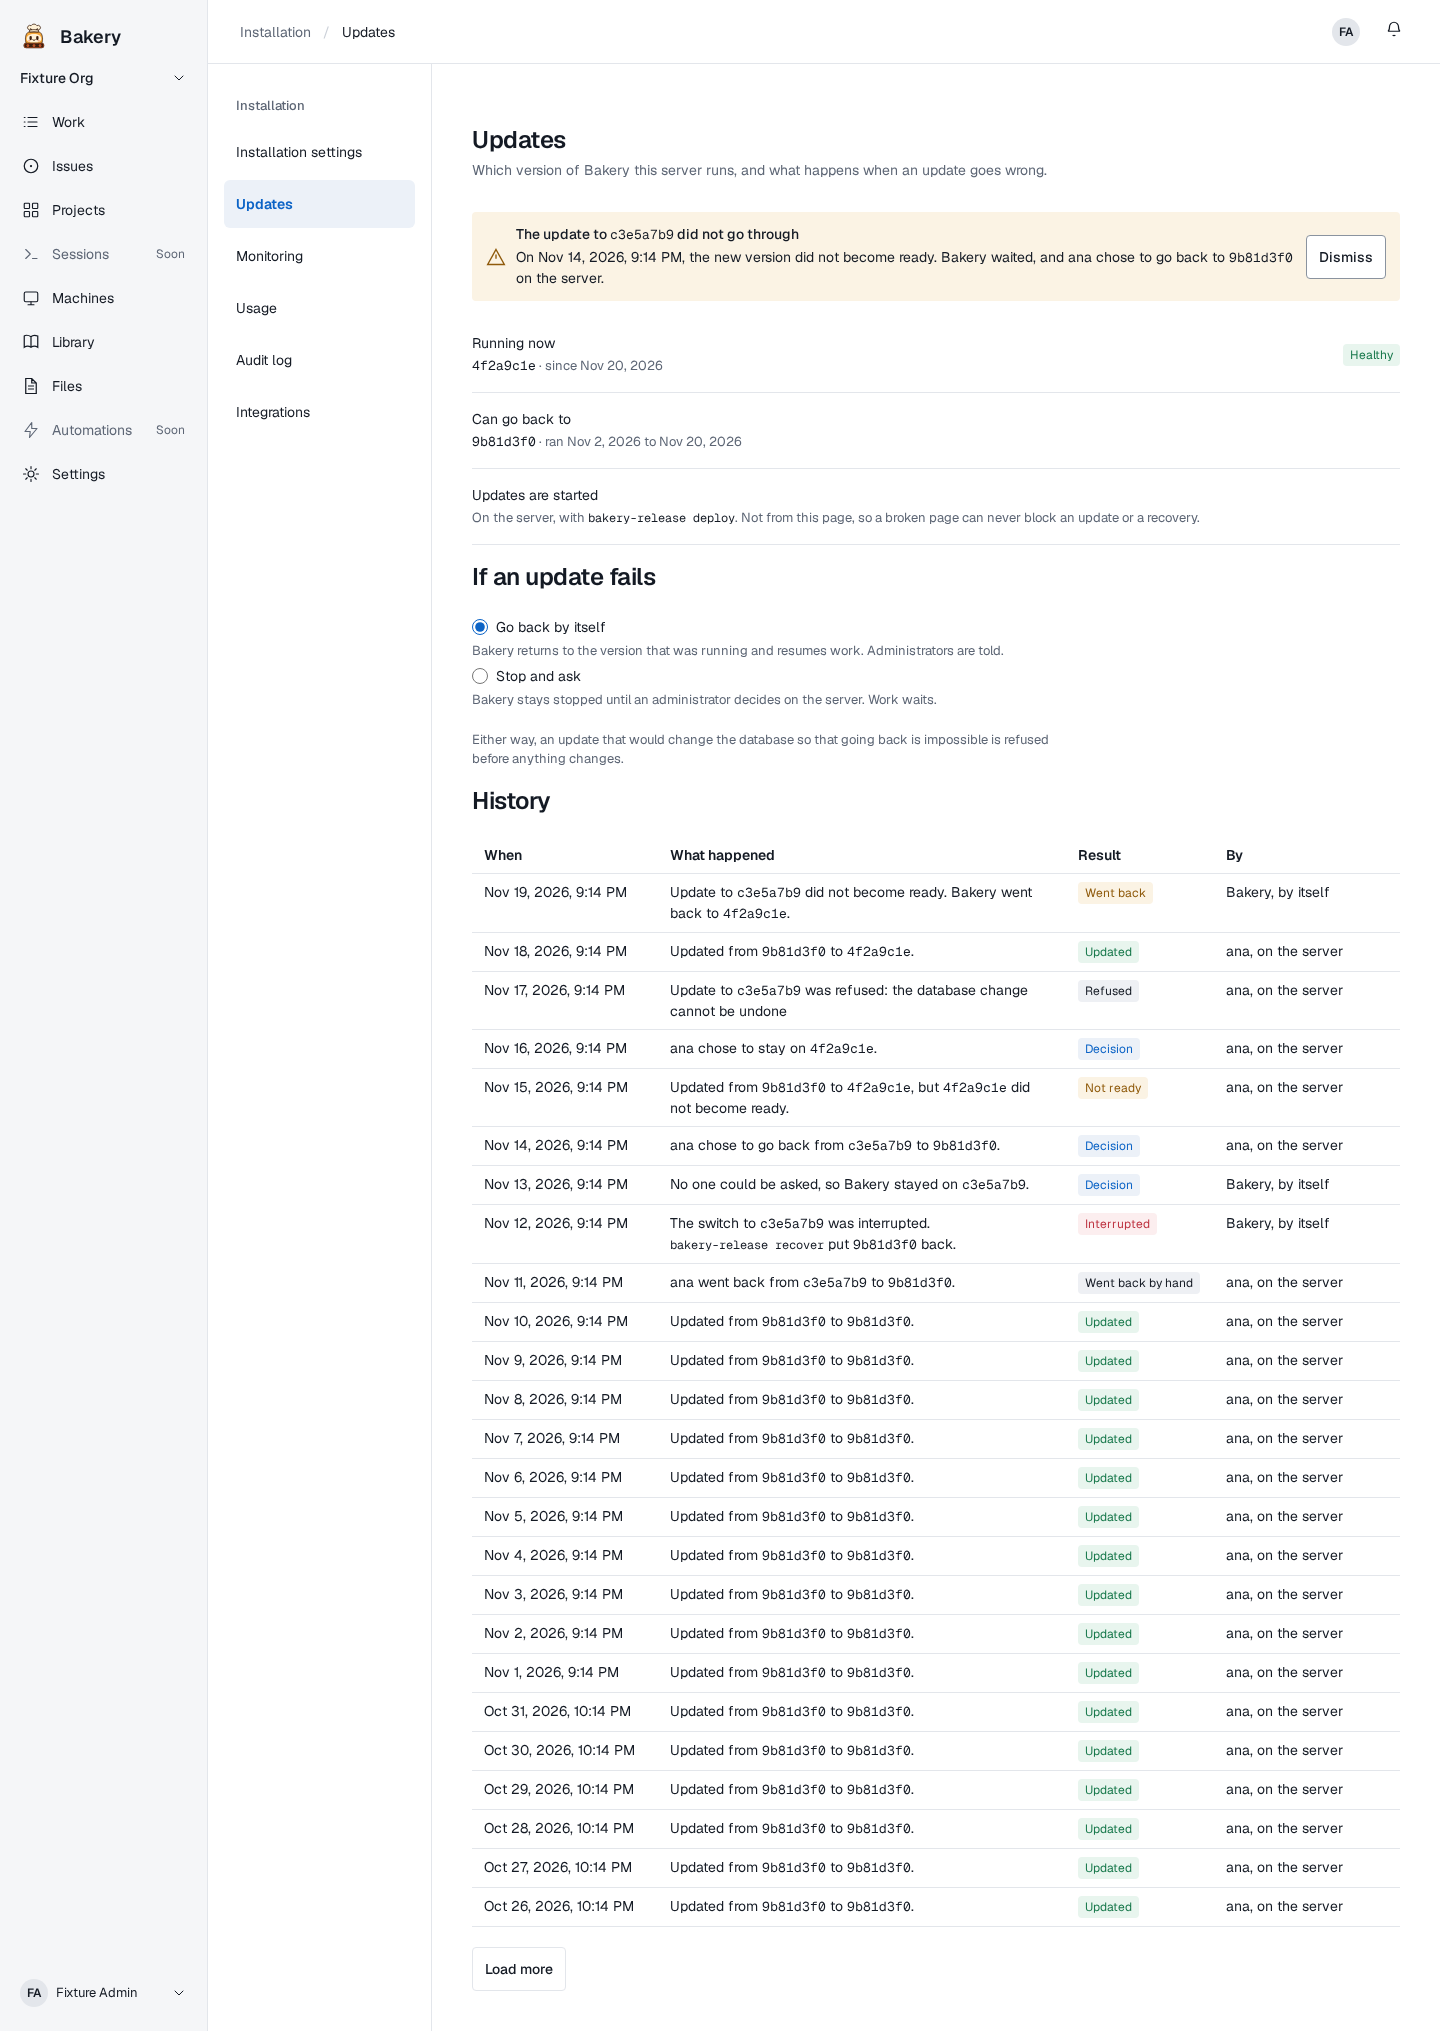 Bakery
Fixture Org
Work
Issues
Projects
Sessions Soon
Machines
Library
Files
Automations Soon
Settings
FA Fixture Admin
Installation / Updates
FA
Installation
Installation settings
Updates
Monitoring
Usage
Audit log
Integrations
Updates
Which version of Bakery this server runs, and what happens when an update goes wrong.
The update to c3e5a7b9 did not go through
On Nov 14, 2026, 9:14 PM, the new version did not become ready. Bakery waited, and ana chose to go back to 9b81d3f0
on the server.
Dismiss
Running now
4f2a9c1e · since Nov 20, 2026
Healthy
Can go back to
9b81d3f0 · ran Nov 2, 2026 to Nov 20, 2026
Updates are started
On the server, with bakery-release deploy. Not from this page, so a broken page can never block an update or a recovery.
If an update fails
Go back by itself
Bakery returns to the version that was running and resumes work. Administrators are told.
Stop and ask
Bakery stays stopped until an administrator decides on the server. Work waits.
Either way, an update that would change the database so that going back is impossible is refused
before anything changes.
History
When What happened Result By
Nov 19, 2026, 9:14 PM Update to c3e5a7b9 did not become ready. Bakery went Went back Bakery, by itself
back to 4f2a9c1e.
Nov 18, 2026, 9:14 PM Updated from 9b81d3f0 to 4f2a9c1e. Updated ana, on the server
Nov 17, 2026, 9:14 PM Update to c3e5a7b9 was refused: the database change Refused ana, on the server
cannot be undone
Nov 16, 2026, 9:14 PM ana chose to stay on 4f2a9c1e. Decision ana, on the server
Nov 15, 2026, 9:14 PM Updated from 9b81d3f0 to 4f2a9c1e, but 4f2a9c1e did Not ready ana, on the server
not become ready.
Nov 14, 2026, 9:14 PM ana chose to go back from c3e5a7b9 to 9b81d3f0. Decision ana, on the server
Nov 13, 2026, 9:14 PM No one could be asked, so Bakery stayed on c3e5a7b9. Decision Bakery, by itself
Nov 12, 2026, 9:14 PM The switch to c3e5a7b9 was interrupted. Interrupted Bakery, by itself
bakery-release recover put 9b81d3f0 back.
Nov 11, 2026, 9:14 PM ana went back from c3e5a7b9 to 9b81d3f0. Went back by hand ana, on the server
Nov 10, 2026, 9:14 PM Updated from 9b81d3f0 to 9b81d3f0. Updated ana, on the server
Nov 9, 2026, 9:14 PM Updated from 9b81d3f0 to 9b81d3f0. Updated ana, on the server
Nov 8, 2026, 9:14 PM Updated from 9b81d3f0 to 9b81d3f0. Updated ana, on the server
Nov 7, 2026, 9:14 PM Updated from 9b81d3f0 to 9b81d3f0. Updated ana, on the server
Nov 6, 2026, 9:14 PM Updated from 9b81d3f0 to 9b81d3f0. Updated ana, on the server
Nov 5, 2026, 9:14 PM Updated from 9b81d3f0 to 9b81d3f0. Updated ana, on the server
Nov 4, 2026, 9:14 PM Updated from 9b81d3f0 to 9b81d3f0. Updated ana, on the server
Nov 3, 2026, 9:14 PM Updated from 9b81d3f0 to 9b81d3f0. Updated ana, on the server
Nov 2, 2026, 9:14 PM Updated from 9b81d3f0 to 9b81d3f0. Updated ana, on the server
Nov 1, 2026, 9:14 PM Updated from 9b81d3f0 to 9b81d3f0. Updated ana, on the server
Oct 31, 2026, 10:14 PM Updated from 9b81d3f0 to 9b81d3f0. Updated ana, on the server
Oct 30, 2026, 10:14 PM Updated from 9b81d3f0 to 9b81d3f0. Updated ana, on the server
Oct 29, 2026, 10:14 PM Updated from 9b81d3f0 to 9b81d3f0. Updated ana, on the server
Oct 28, 2026, 10:14 PM Updated from 9b81d3f0 to 9b81d3f0. Updated ana, on the server
Oct 27, 2026, 10:14 PM Updated from 9b81d3f0 to 9b81d3f0. Updated ana, on the server
Oct 26, 2026, 10:14 PM Updated from 9b81d3f0 to 9b81d3f0. Updated ana, on the server
Load more